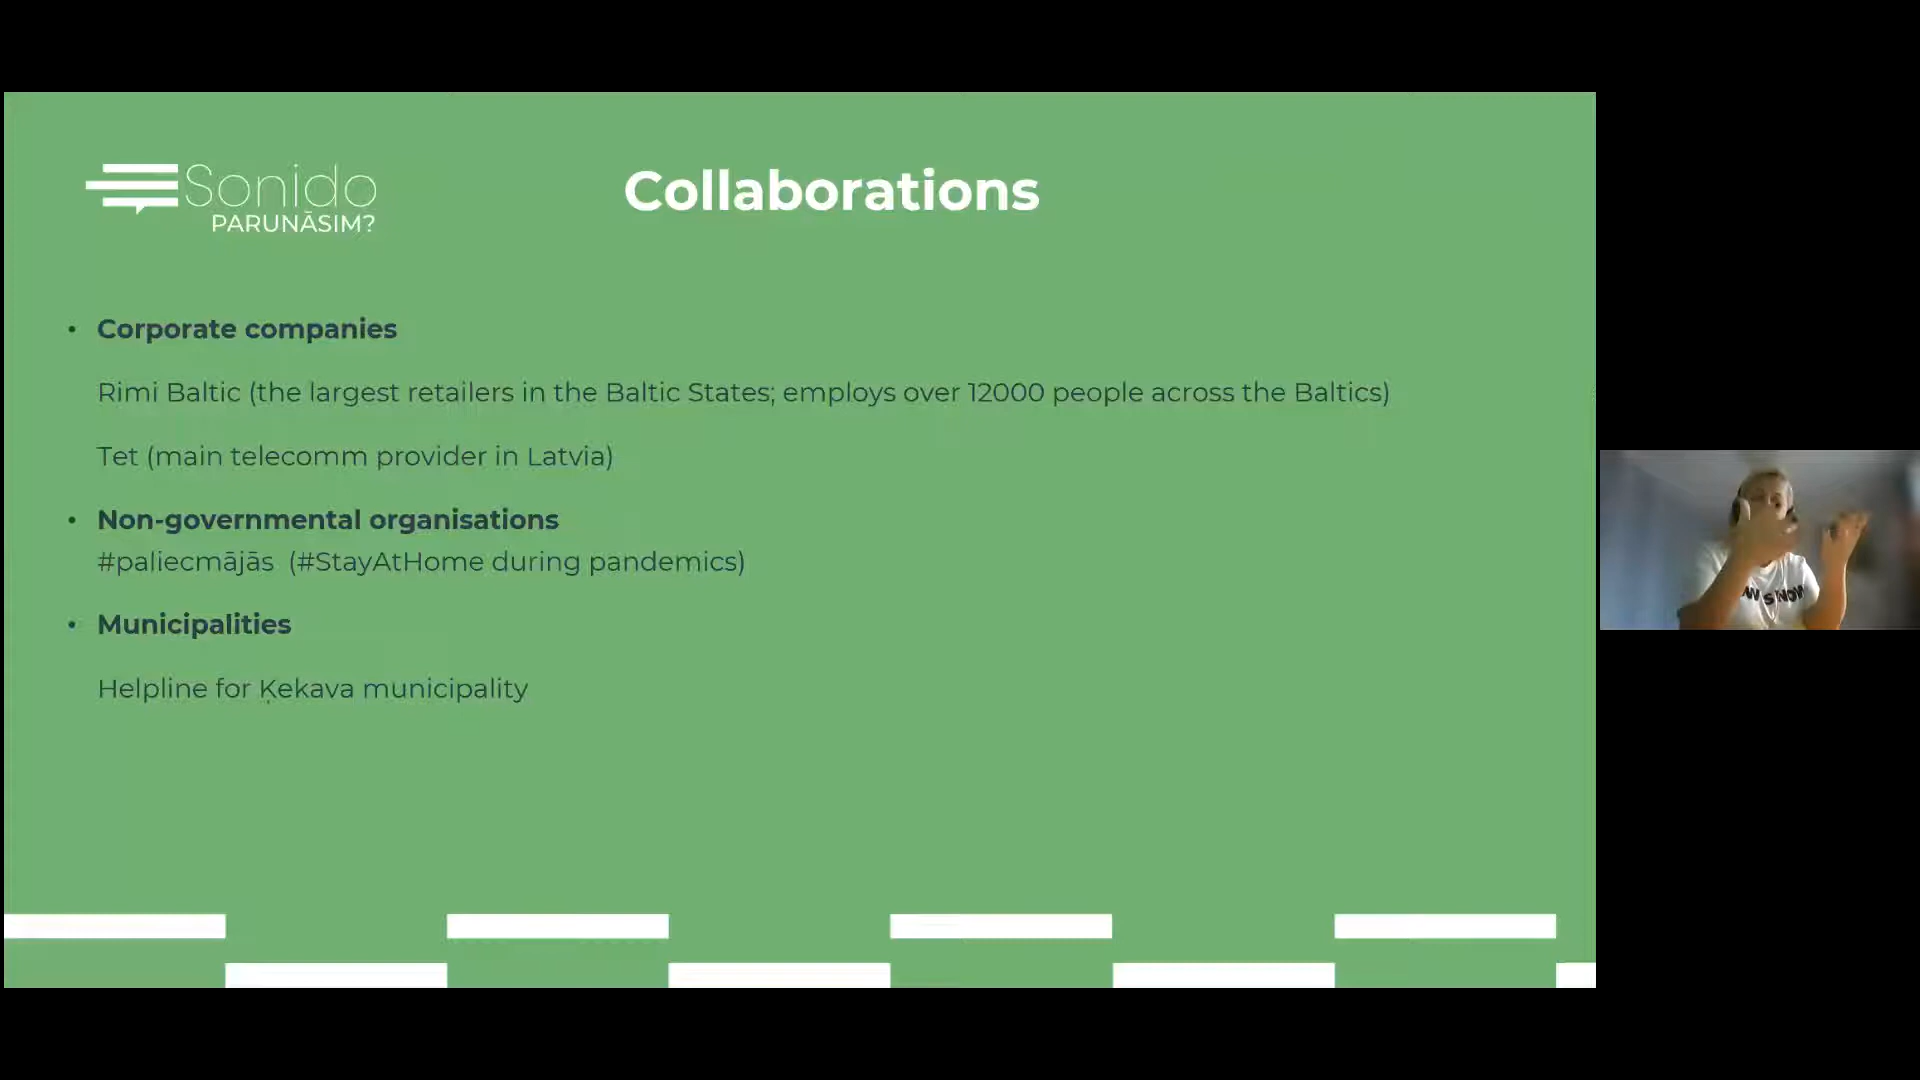 Sonido
PARUNĀSIM?
Collaborations
• Corporate companies
Rimi Baltic (the largest retailers in the Baltic States; employs over 12000 people across the Baltics)
Tet (main telecomm provider in Latvia)
• Non-governmental organisations
#paliecmājās (#StayAtHome during pandemics)
• Municipalities
Helpline for Ķekava municipality